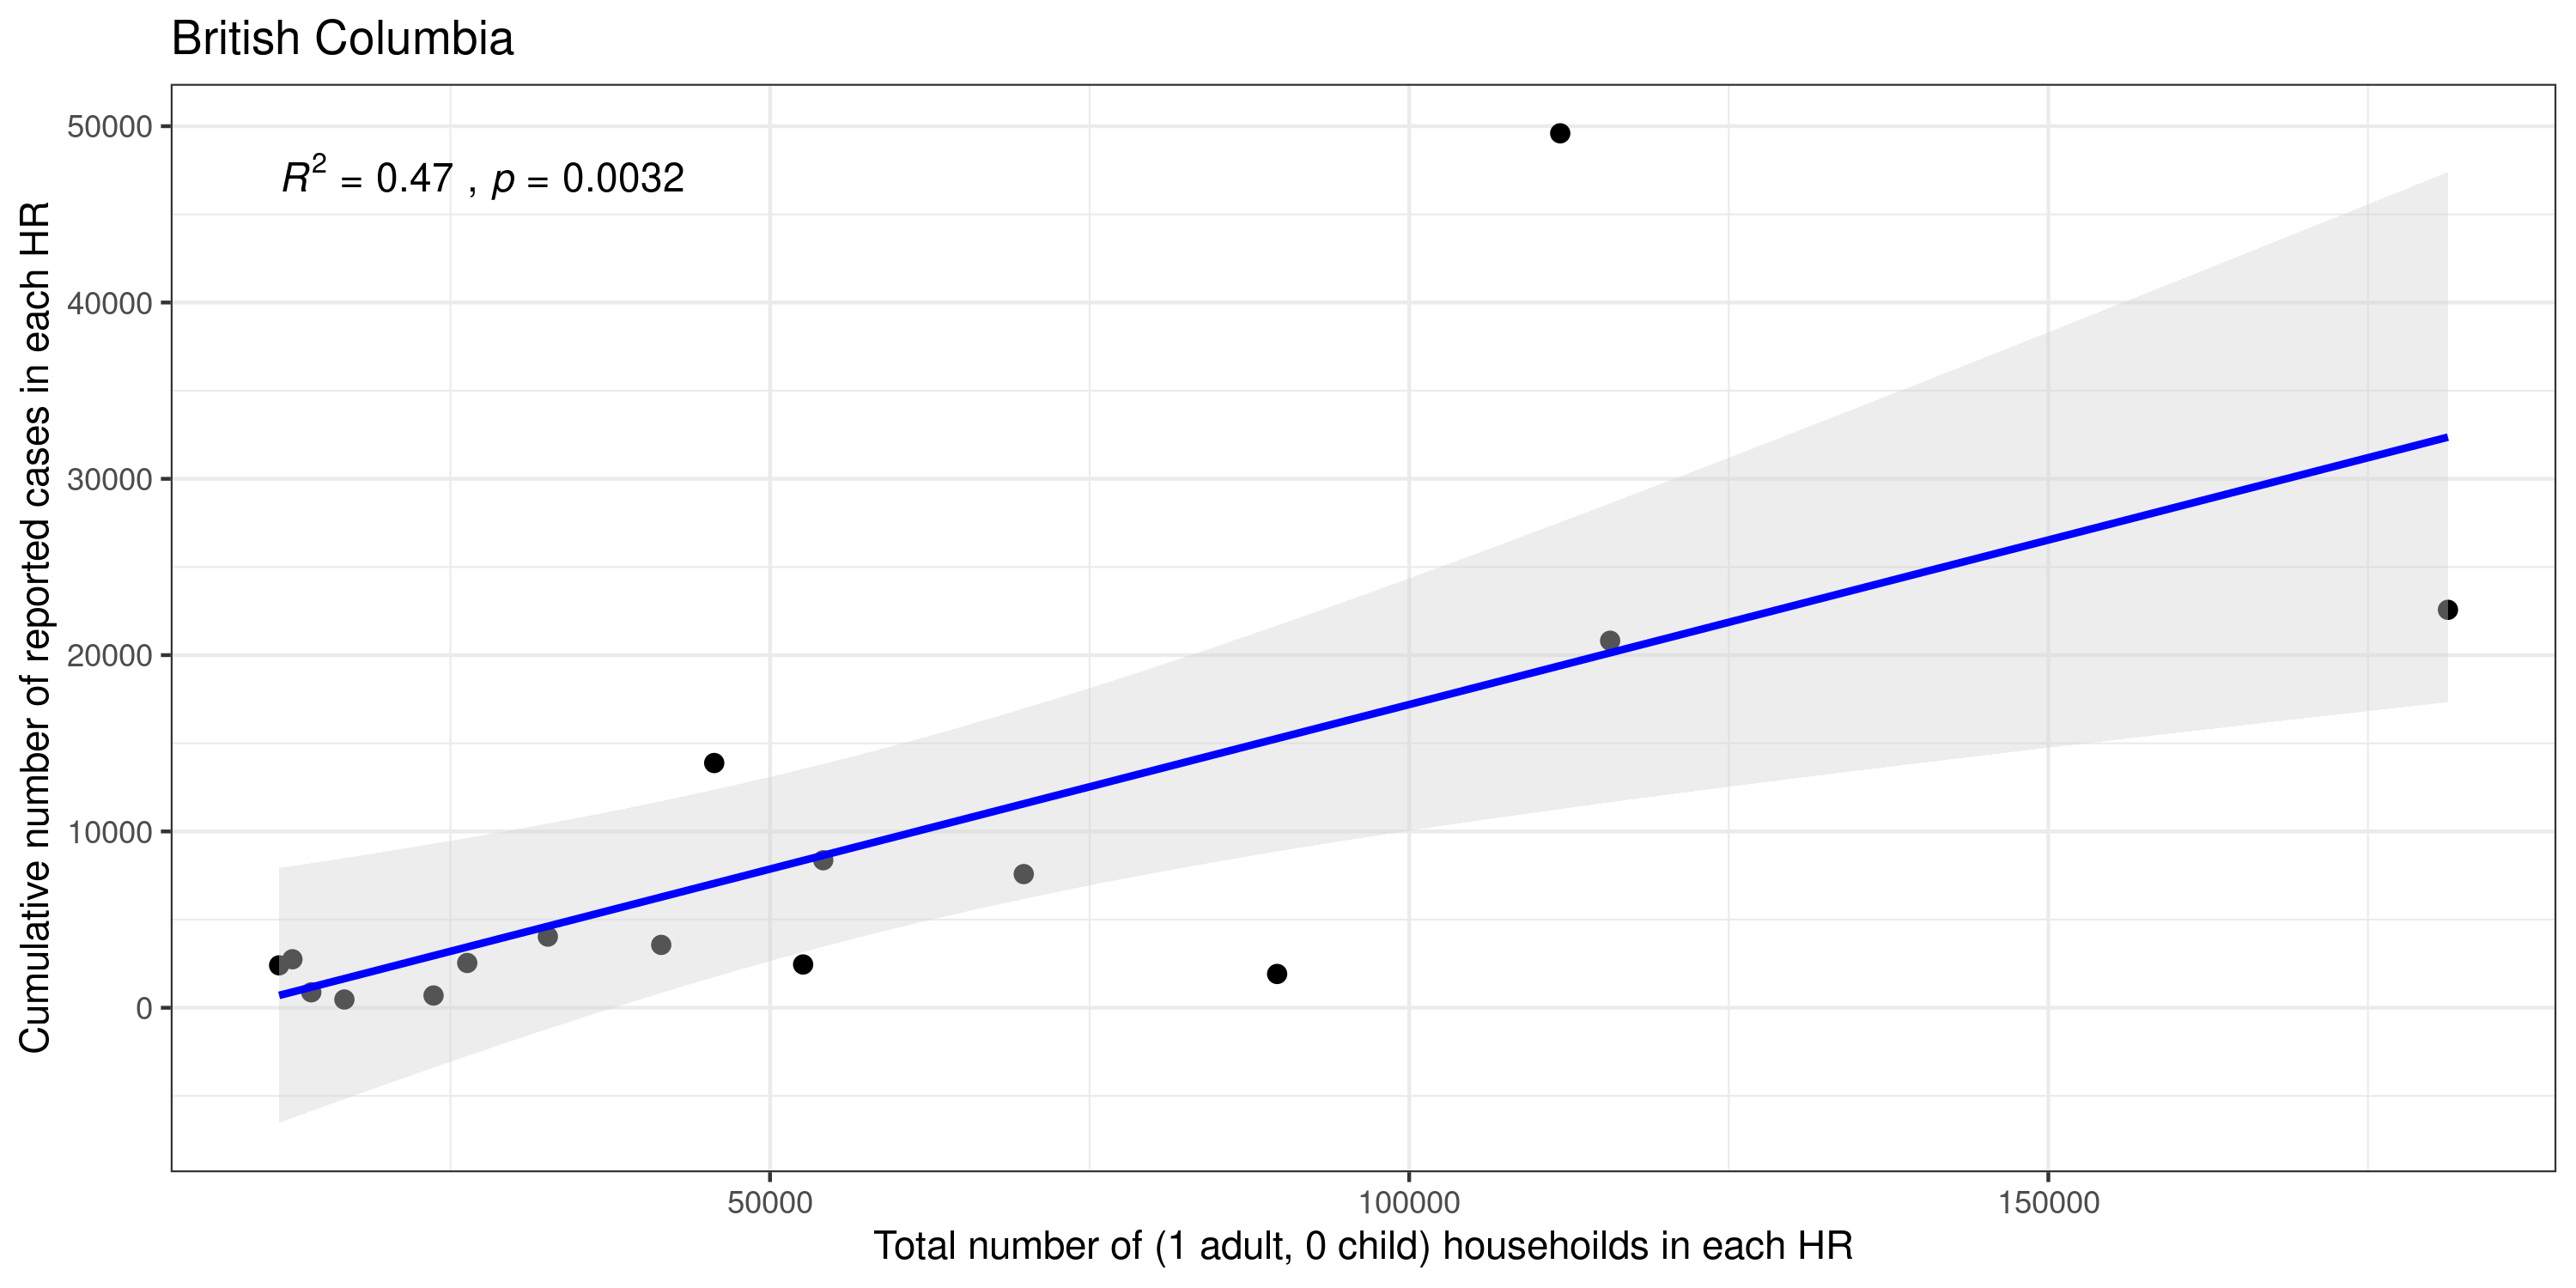 British Columbia
R² = 0.47 , p = 0.0032
Cumulative number of reported cases in each HR
50000
40000
30000
20000
10000
0
50000 100000 150000
Total number of (1 adult, 0 child) househoilds in each HR